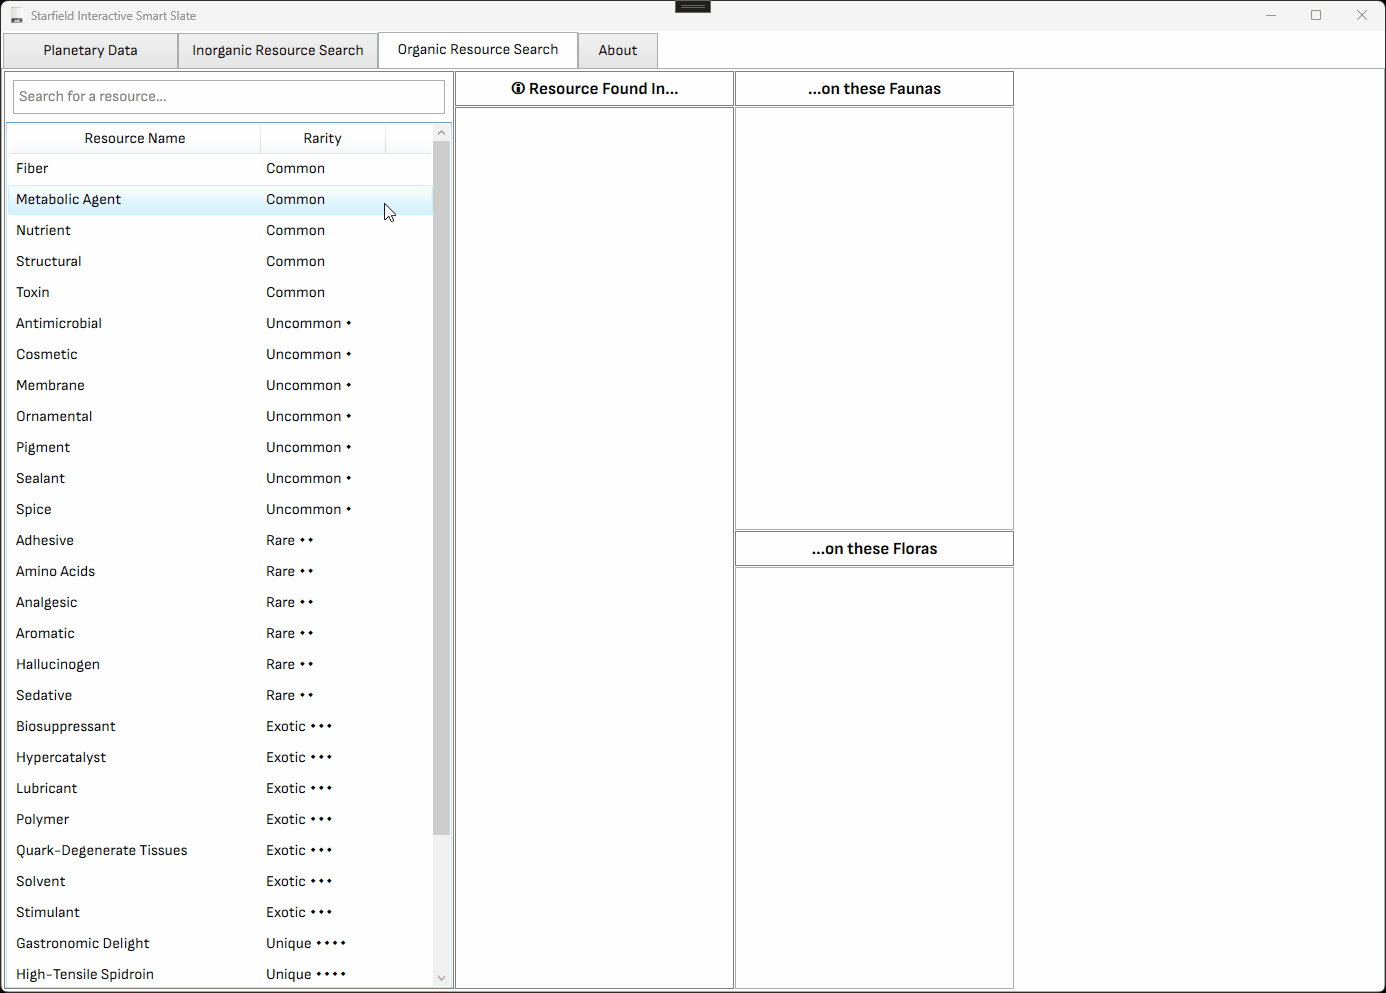 Starfield Interactive Smart Slate
Planetary Data Inorganic Resource Search Organic Resource Search About
Search for a resource...
Resource Name Rarity
Fiber Common
Metabolic Agent Common
Nutrient Common
Structural Common
Toxin Common
Antimicrobial Uncommon ⬩
Cosmetic Uncommon ⬩
Membrane Uncommon ⬩
Ornamental Uncommon ⬩
Pigment Uncommon ⬩
Sealant Uncommon ⬩
Spice Uncommon ⬩
Adhesive Rare ⬩⬩
Amino Acids Rare ⬩⬩
Analgesic Rare ⬩⬩
Aromatic Rare ⬩⬩
Hallucinogen Rare ⬩⬩
Sedative Rare ⬩⬩
Biosuppressant Exotic ⬩⬩⬩
Hypercatalyst Exotic ⬩⬩⬩
Lubricant Exotic ⬩⬩⬩
Polymer Exotic ⬩⬩⬩
Quark-Degenerate Tissues Exotic ⬩⬩⬩
Solvent Exotic ⬩⬩⬩
Stimulant Exotic ⬩⬩⬩
Gastronomic Delight Unique ⬩⬩⬩⬩
High-Tensile Spidroin Unique ⬩⬩⬩⬩
🛈 Resource Found In...
...on these Faunas
...on these Floras